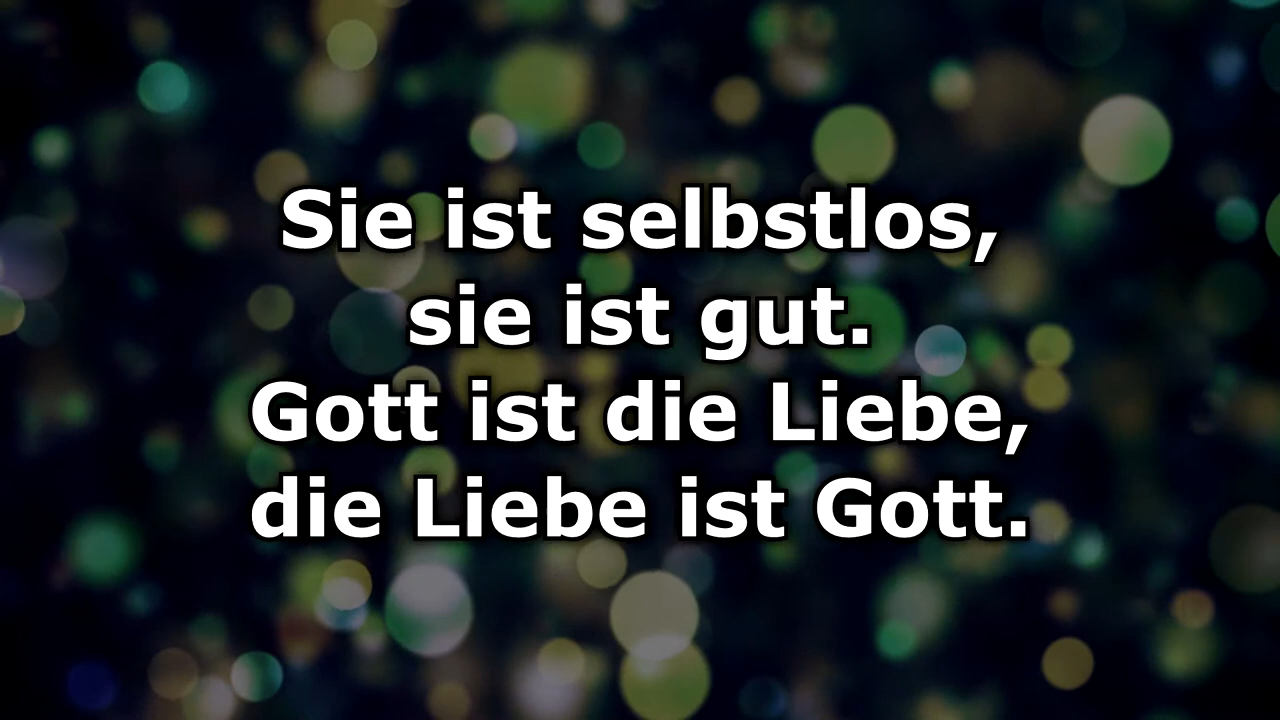 Sie ist selbstlos,
sie ist gut.
Gott ist die Liebe,
die Liebe ist Gott.